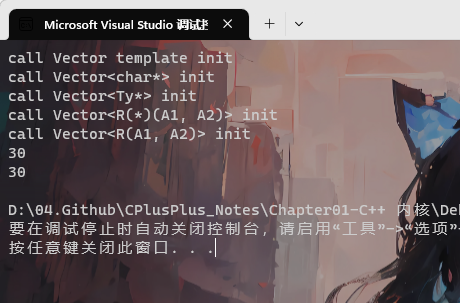 Microsoft Visual Studio 调试
call Vector template init
call Vector<char*> init
call Vector<Ty*> init
call Vector<R(*)(A1, A2)> init
call Vector<R(A1, A2)> init
30
30
D:\04.Github\CPlusPlus_Notes\Chapter01-C++ 内核\De
要在调试停止时自动关闭控制台，请启用“工具”->“选项”-
按任意键关闭此窗口. . .